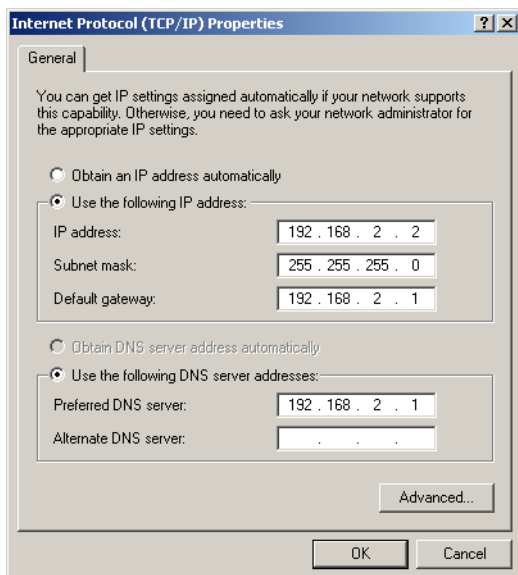 Internet Protocol (TCP/IP) Properties
General
You can get IP settings assigned automatically if your network supports
this capability. Otherwise, you need to ask your network administrator for
the appropriate IP settings.
Obtain an IP address automatically
Use the following IP address:
IP address: 192 . 168 . 2 . 2
Subnet mask: 255 . 255 . 255 . 0
Default gateway: 192 . 168 . 2 . 1
Obtain DNS server address automatically
Use the following DNS server addresses:
Preferred DNS server: 192 . 168 . 2 . 1
Alternate DNS server: . . .
Advanced...
OK Cancel